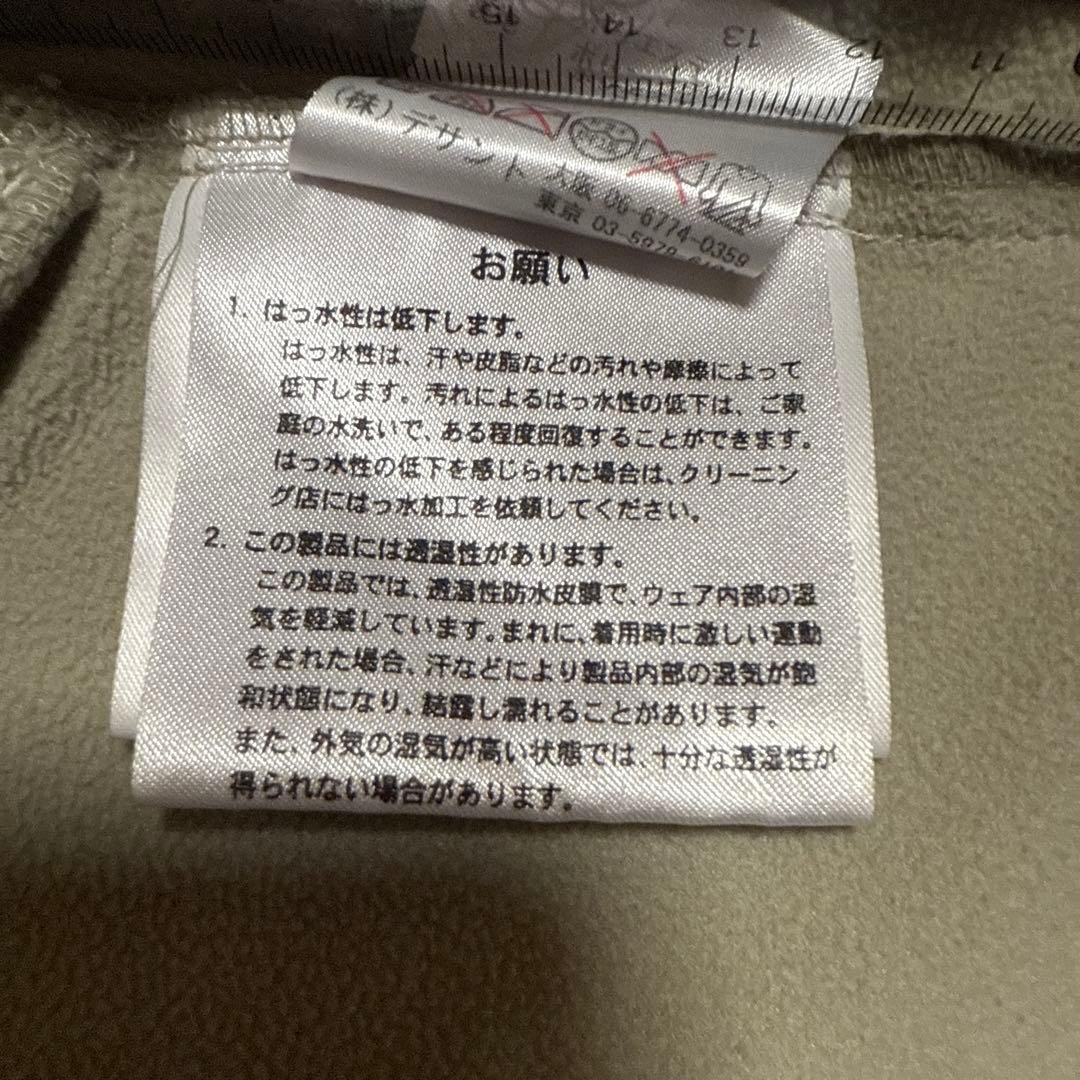 15 14 13 12 11
(株)デサント
大阪 06-6774-0359
東京 03-5979-
お願い
1. はっ水性は低下します。
はっ水性は、汗や皮脂などの汚れや摩擦によって
低下します。汚れによるはっ水性の低下は、ご家
庭の水洗いで、ある程度回復することができます。
はっ水性の低下を感じられた場合は、クリーニン
グ店にはっ水加工を依頼してください。
2. この製品には透湿性があります。
この製品では、透湿性防水皮膜で、ウェア内部の湿
気を軽減しています。まれに、着用時に激しい運動
をされた場合、汗などにより製品内部の湿気が飽
和状態になり、結露し濡れることがあります。
また、外気の湿気が高い状態では、十分な透湿性が
得られない場合があります。